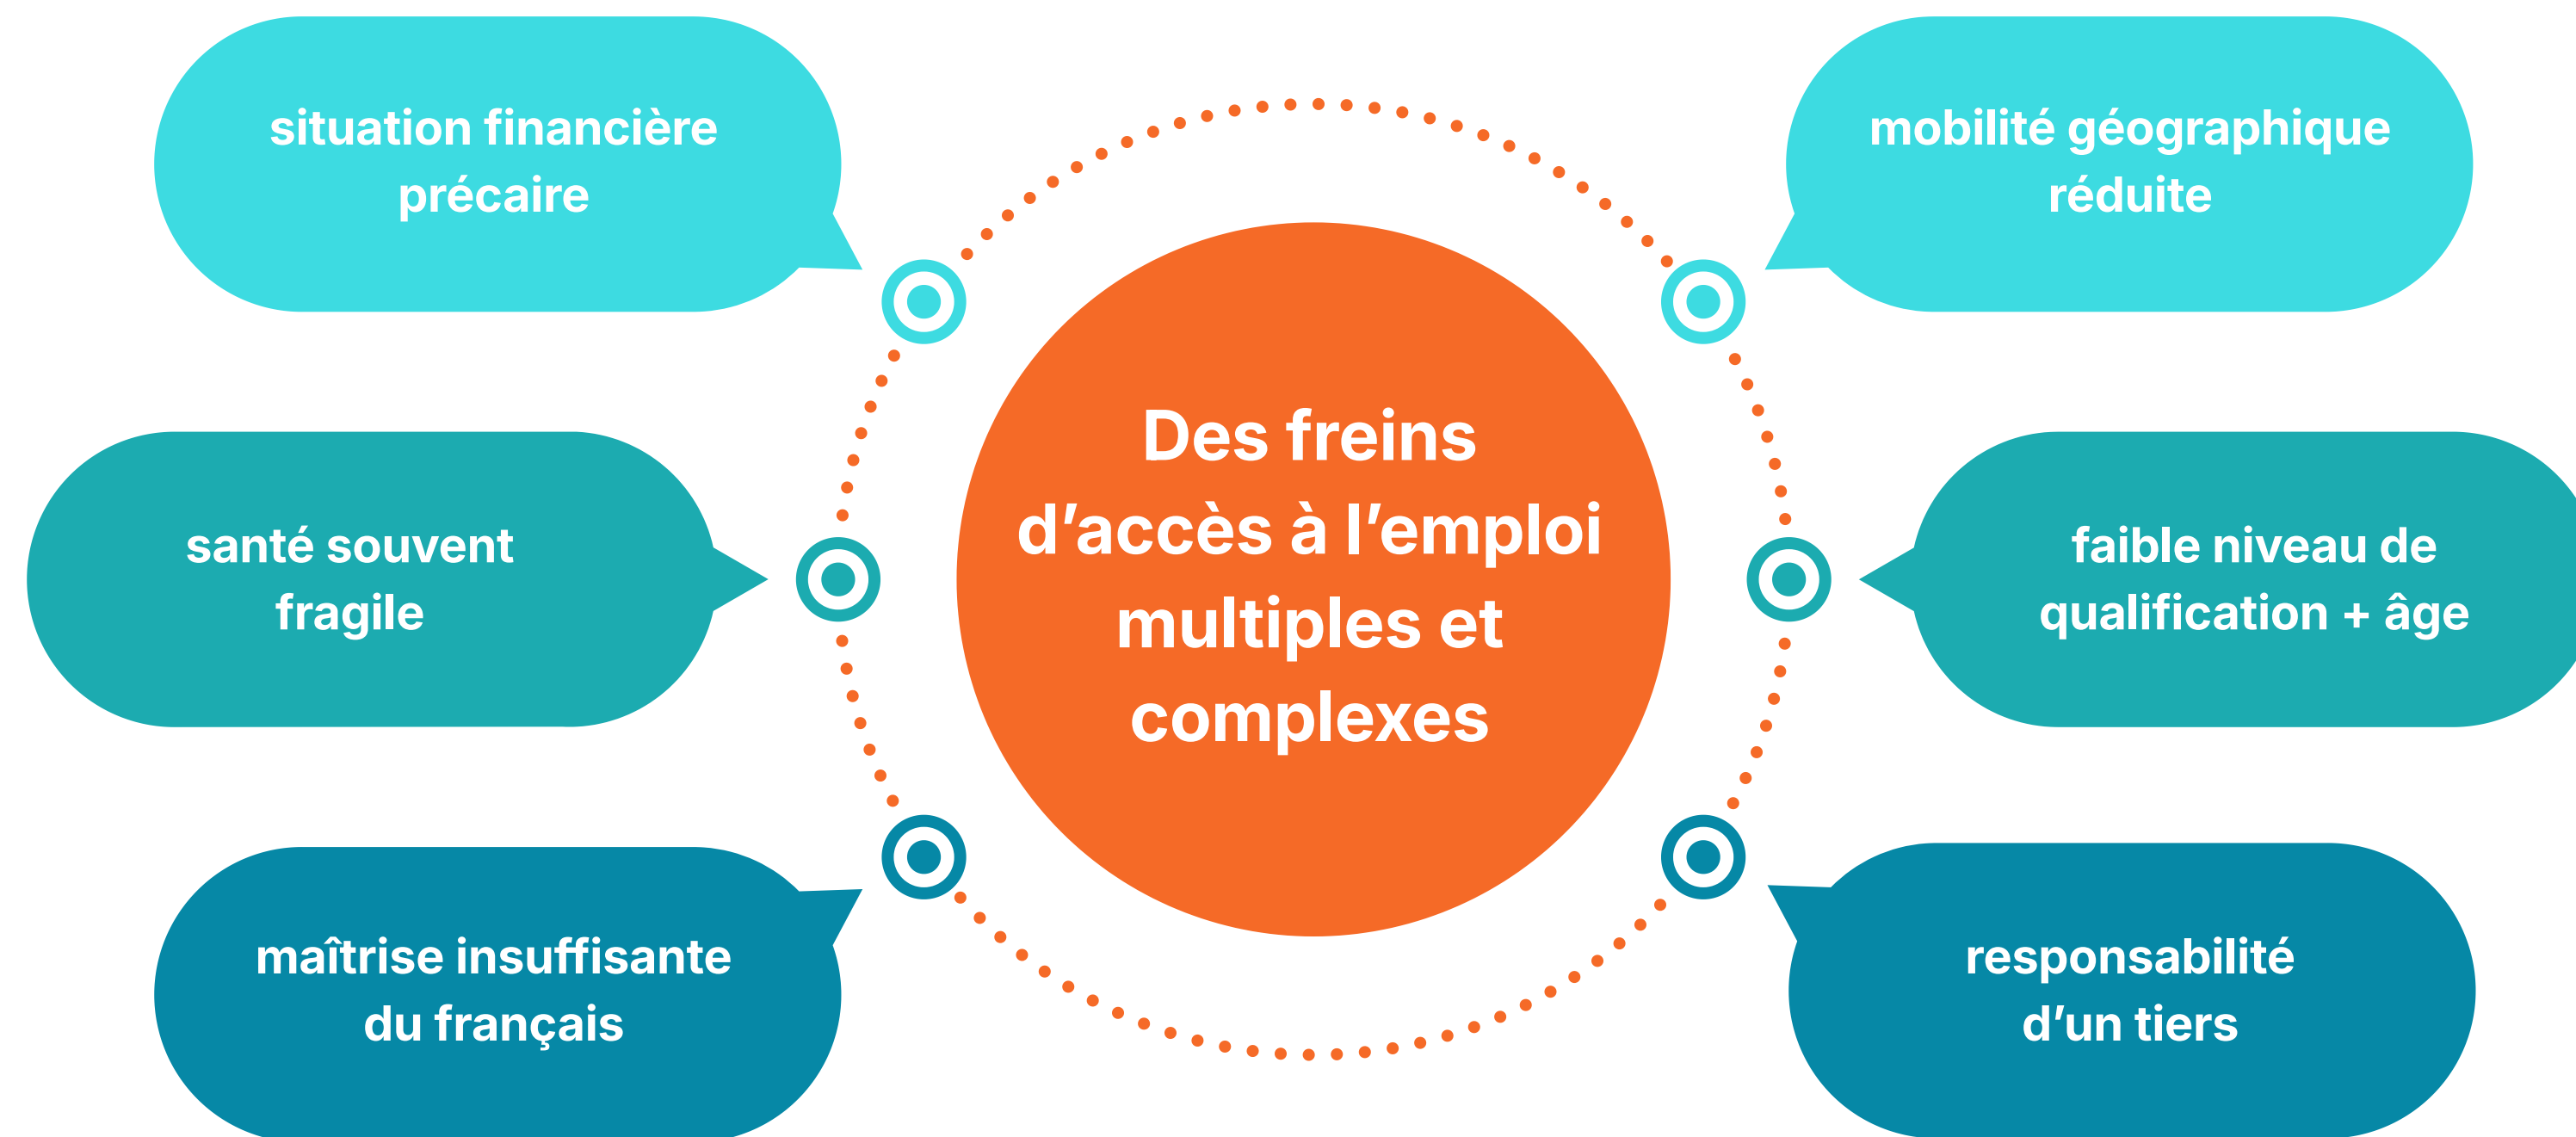 situation financière
précaire
mobilité géographique
réduite
Des freins
d’accès à l’emploi
multiples et
complexes
santé souvent
fragile
faible niveau de
qualification + âge
maîtrise insuffisante
du français
responsabilité
d’un tiers